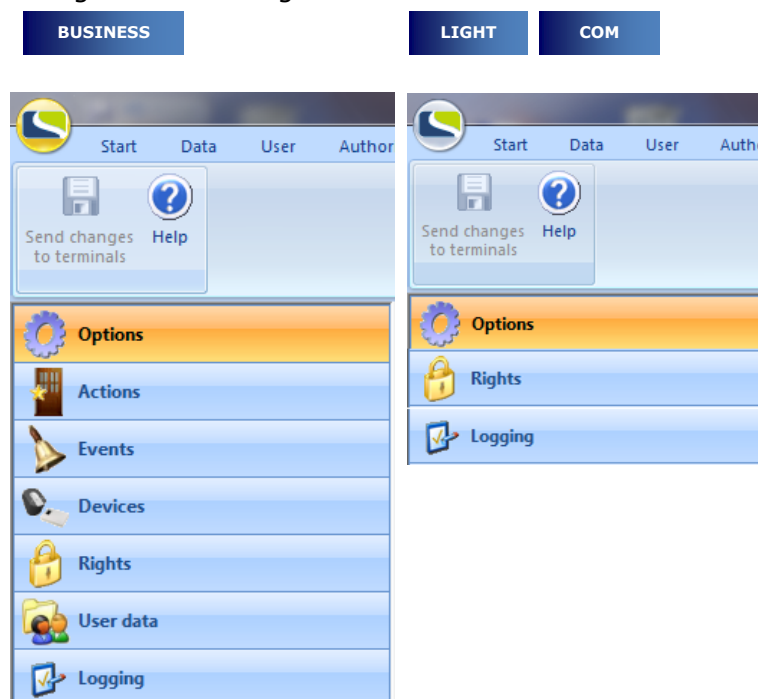 BUSINESS
LIGHT COM
Start Data User Author
Send changes
to terminals
Help
Options
Actions
Events
Devices
Rights
User data
Logging
Start Data User Autho
Send changes
to terminals
Help
Options
Rights
Logging